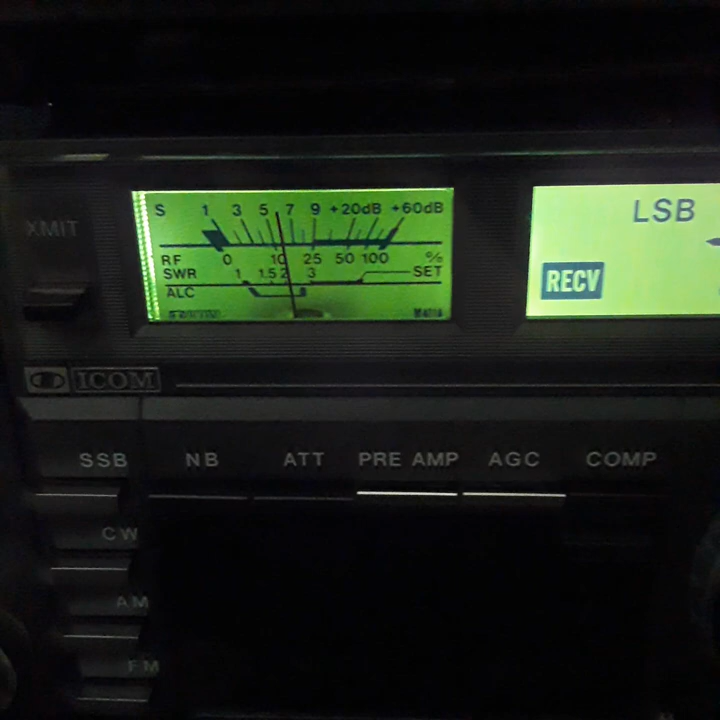 XMIT
S 1 3 5 7 9 +20dB +60dB
RF 0 10 25 50 100 %
SWR 1 1.5 2 3 SET
ALC
LSB
RECV
ICOM
SSB NB ATT PRE AMP AGC COMP
CW
AM
FM